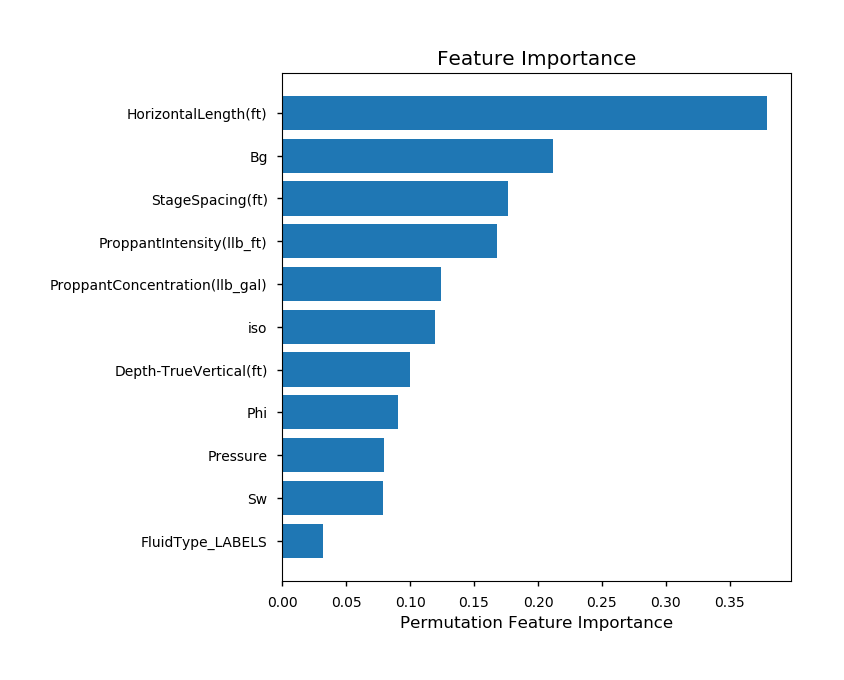 Feature Importance
HorizontalLength(ft)
Bg
StageSpacing(ft)
ProppantIntensity(llb_ft)
ProppantConcentration(llb_gal)
iso
Depth-TrueVertical(ft)
Phi
Pressure
Sw
FluidType_LABELS
0.00 0.05 0.10 0.15 0.20 0.25 0.30 0.35
Permutation Feature Importance